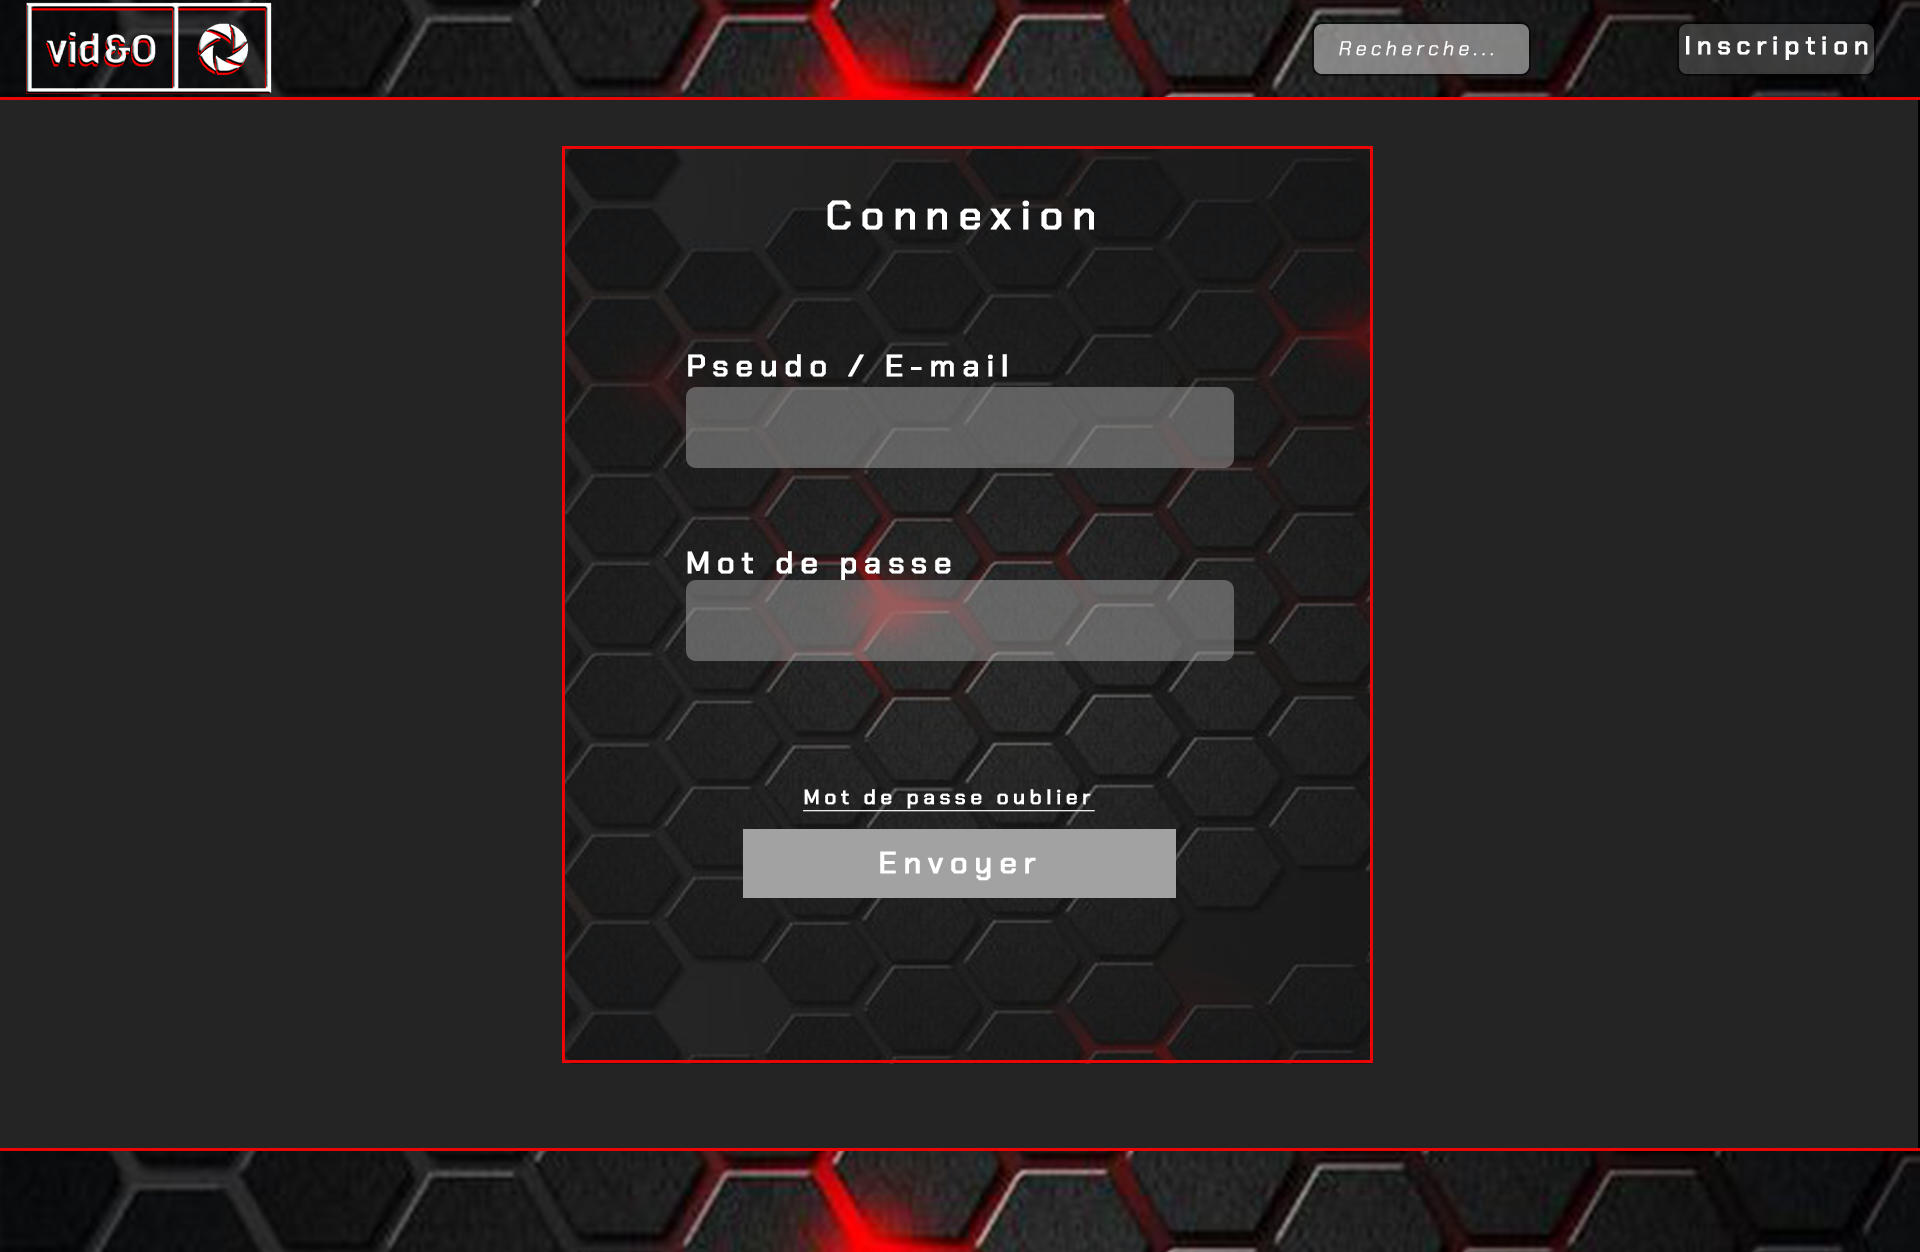 vid&O
Recherche...
Inscription
Connexion
Pseudo / E-mail
Mot de passe
Mot de passe oublier
Envoyer